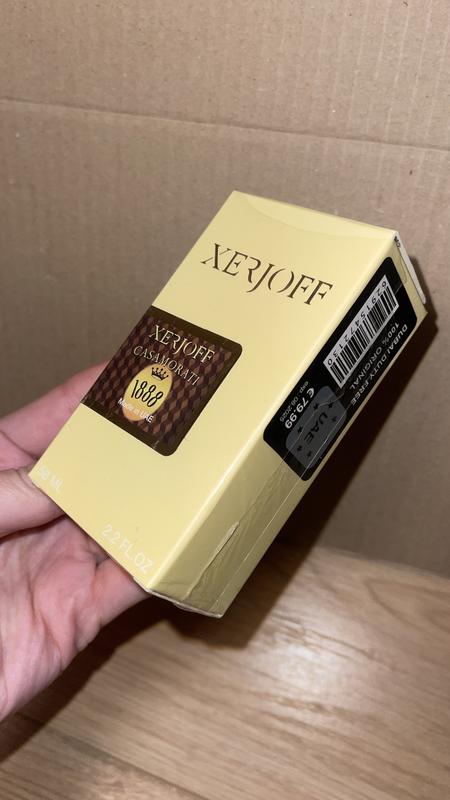 XERJOFF
XERJOFF
CASAMORATI
1888
Made in UAE
ML
2.2 FL.OZ
DUBAI DUTY FREE
100% ORIGINAL
exp
€ 79.99
UAE